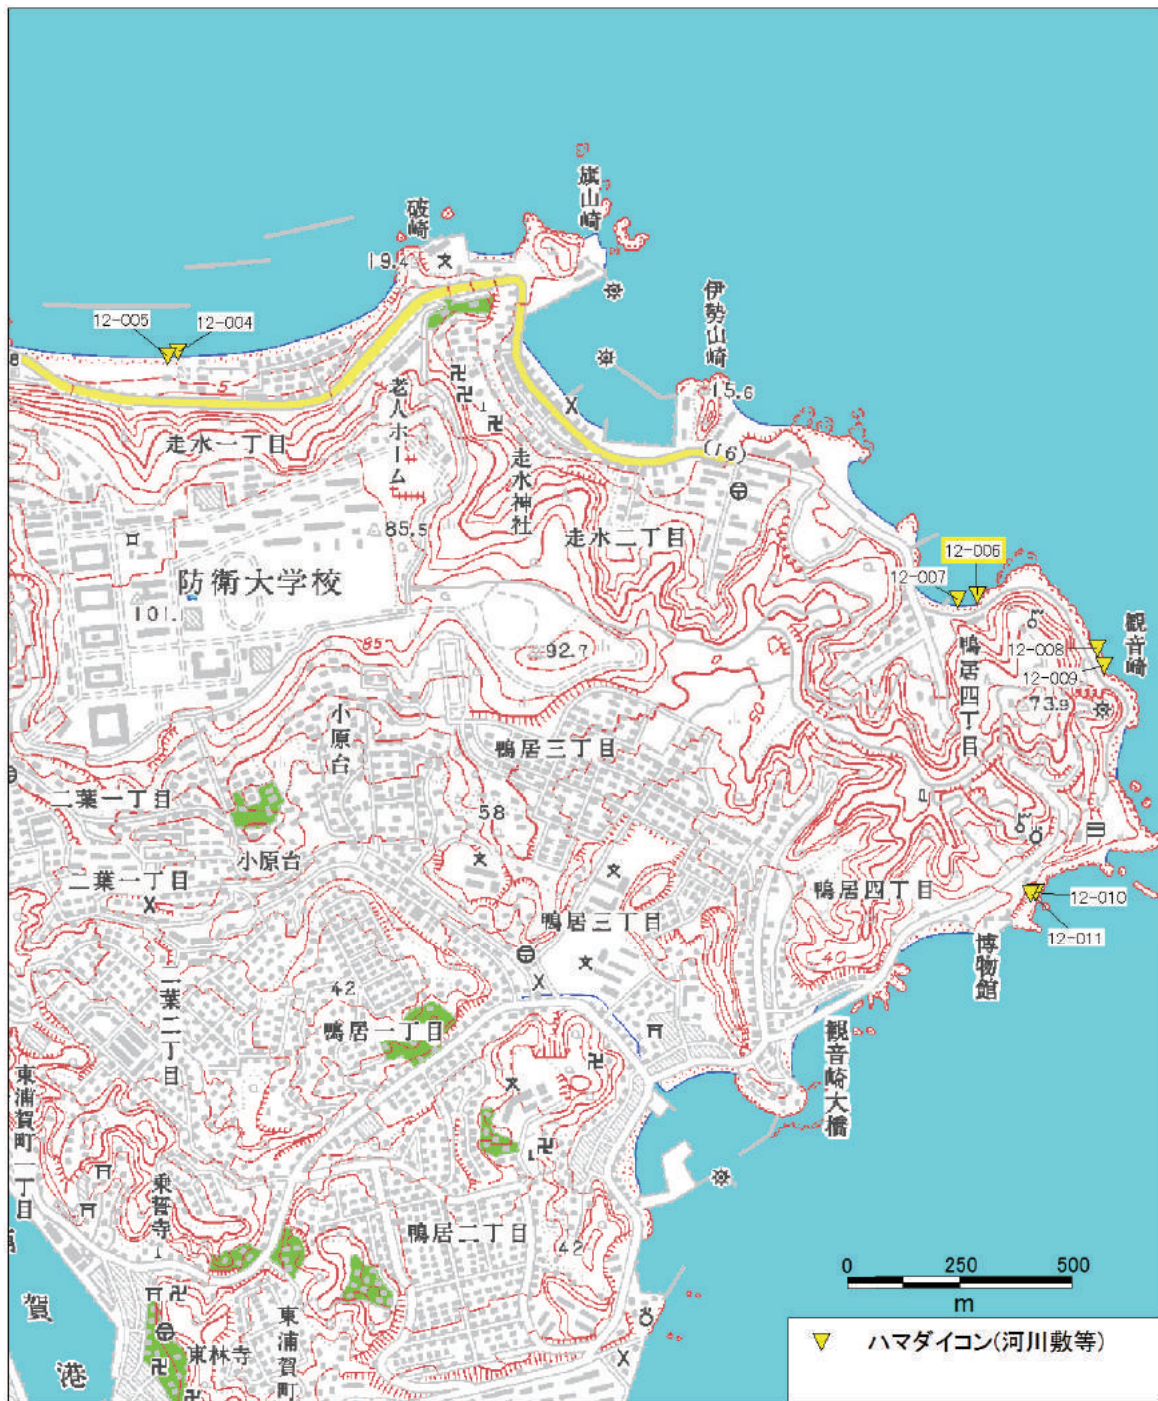 旗山崎
破崎
19.4
伊勢山崎
12-005
12-004
15.6
5
老人ホーム
走水一丁目
(16)
走水神社
85.5
走水二丁目
12-006
12-007
防衛大学校
101.
観音崎
85
92.7
12-008
鴨居四丁目
12-009
50
73.9
小原台
鴨居三丁目
二葉一丁目
58
小原台
二葉一丁目
鴨居四丁目
12-010
鴨居三丁目
12-011
博物館
40
二葉二丁目
42
鴨居一丁目
観音崎大橋
東浦賀町一丁目
乗誓寺
鴨居二丁目
42
0 250 500
m
賀港
東浦賀町
東林寺
ハマダイコン(河川敷等)